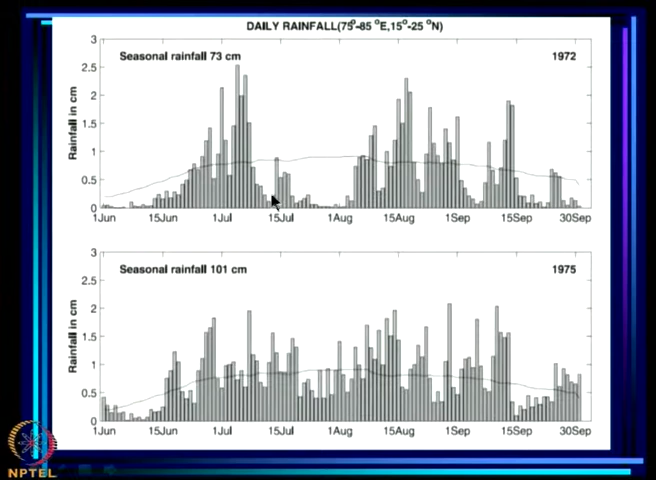 DAILY RAINFALL(75°-85 °E,15°-25 °N)
Seasonal rainfall 73 cm
1972
Rainfall in cm
3
2.5
2
1.5
1
0.5
0
1Jun 15Jun 1Jul 15Jul 1Aug 15Aug 1Sep 15Sep 30Sep
Seasonal rainfall 101 cm
1975
Rainfall in cm
3
2.5
2
1.5
1
0.5
0
1Jun 15Jun 1Jul 15Jul 1Aug 15Aug 1Sep 15Sep 30Sep
NPTEL